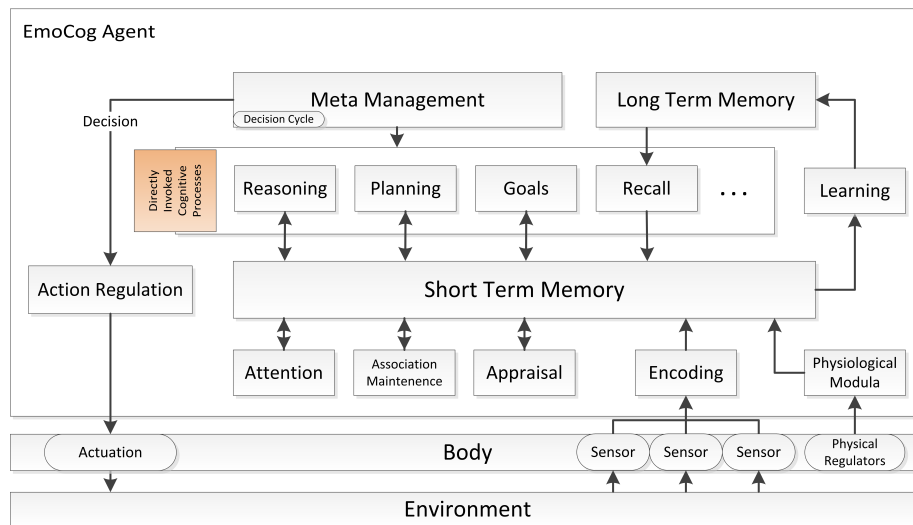 EmoCog Agent
Meta Management
Decision Cycle
Long Term Memory
Decision
Directly
Invoked
Cognitive
Processes
Reasoning
Planning
Goals
Recall
...
Learning
Action Regulation
Short Term Memory
Attention
Association
Maintenence
Appraisal
Encoding
Physiological
Modula
Actuation
Body
Sensor
Sensor
Sensor
Physical
Regulators
Environment